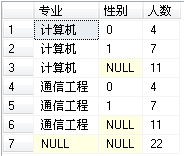 专业 性别 人数
1 计算机 0 4
2 计算机 1 7
3 计算机 NULL 11
4 通信工程 0 4
5 通信工程 1 7
6 通信工程 NULL 11
7 NULL NULL 22